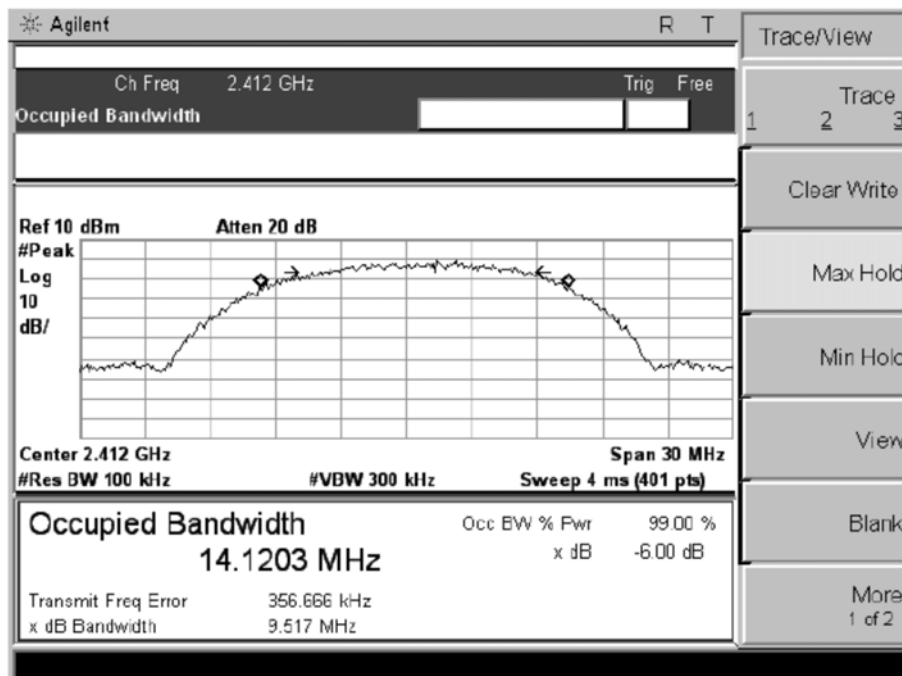 Agilent
R T
Trace/View
Ch Freq 2.412 GHz
Trig Free
Occupied Bandwidth
Trace
1 2 3
Clear Write
Max Hold
Min Hold
View
Blank
More
1 of 2
Ref 10 dBm
Atten 20 dB
#Peak
Log
10
dB/
Center 2.412 GHz
Span 30 MHz
#Res BW 100 kHz
#VBW 300 kHz
Sweep 4 ms (401 pts)
Occupied Bandwidth
14.1203 MHz
Occ BW % Pwr 99.00 %
x dB -6.00 dB
Transmit Freq Error 356.666 kHz
x dB Bandwidth 9.517 MHz